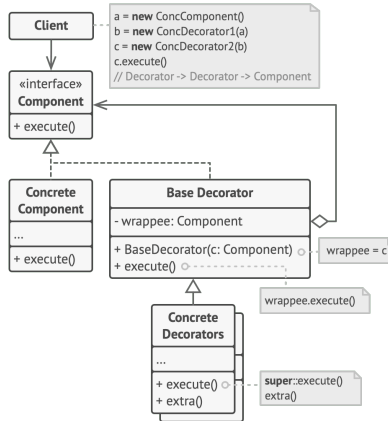 Client
a = new ConcComponent()
b = new ConcDecorator1(a)
c = new ConcDecorator2(b)
c.execute()
// Decorator -> Decorator -> Component
«interface»
Component
+ execute()
Concrete
Component
...
+ execute()
Base Decorator
- wrappee: Component
+ BaseDecorator(c: Component)
+ execute()
wrappee = c
wrappee.execute()
Concrete
Decorators
...
+ execute()
+ extra()
super::execute()
extra()